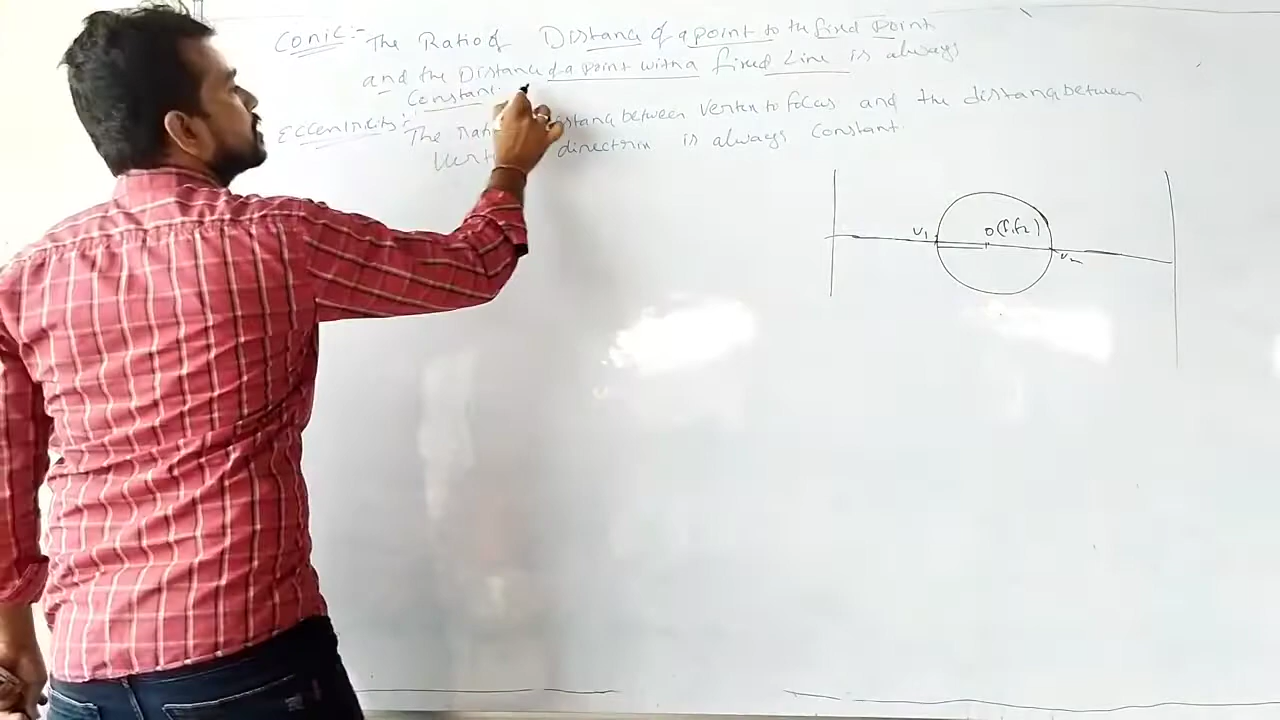 Conic:- The Ratio of Distance of a point to the fixed Point
and the Distance of a point with a fixed Line is always
Constant.
Eccentricity:-
The ratio between vertex to focus and the distance between
directrix is always Constant.
V1 O(F1F2) V2